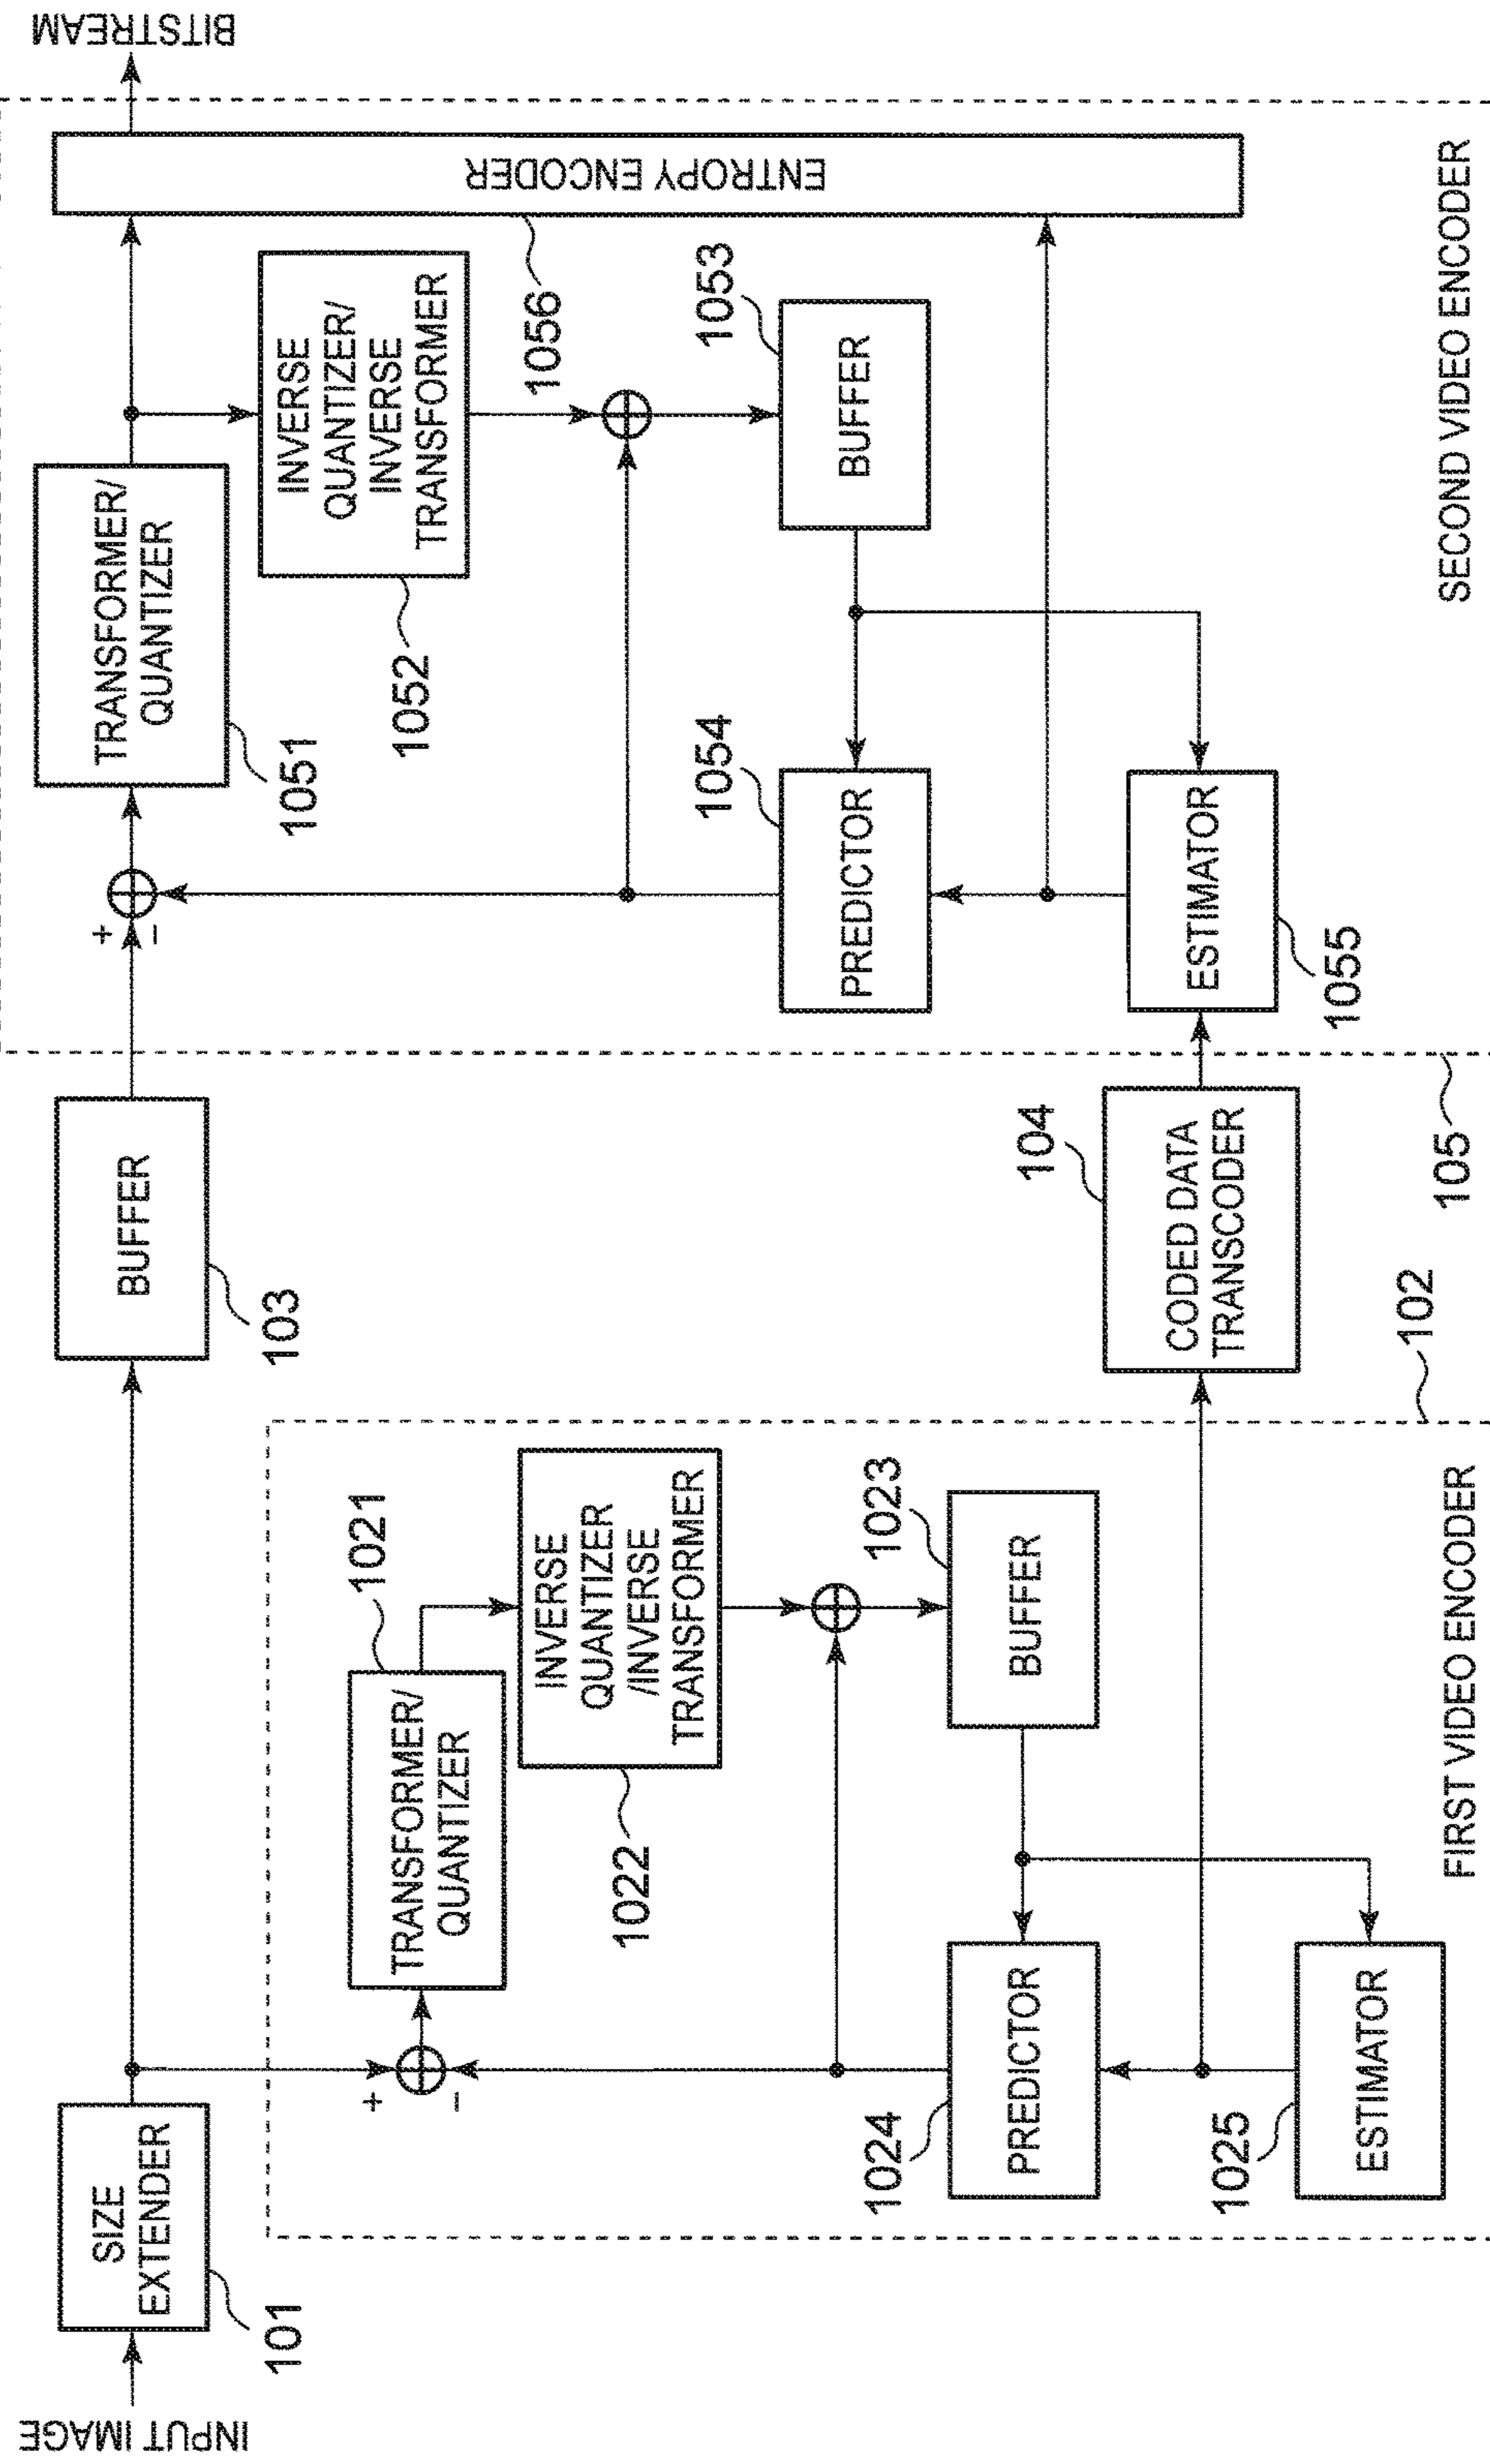 INPUT IMAGE
SIZE
EXTENDER
101
BUFFER
103
+
−
TRANSFORMER/
QUANTIZER
1051
INVERSE
QUANTIZER/
INVERSE
TRANSFORMER
1052
ENTROPY ENCODER
1056
BITSTREAM
BUFFER
1053
PREDICTOR
1054
ESTIMATOR
1055
SECOND VIDEO ENCODER
105
CODED DATA
TRANSCODER
104
+
−
TRANSFORMER/
QUANTIZER
1021
INVERSE
QUANTIZER
/INVERSE
TRANSFORMER
1022
BUFFER
1023
PREDICTOR
1024
ESTIMATOR
1025
FIRST VIDEO ENCODER
102